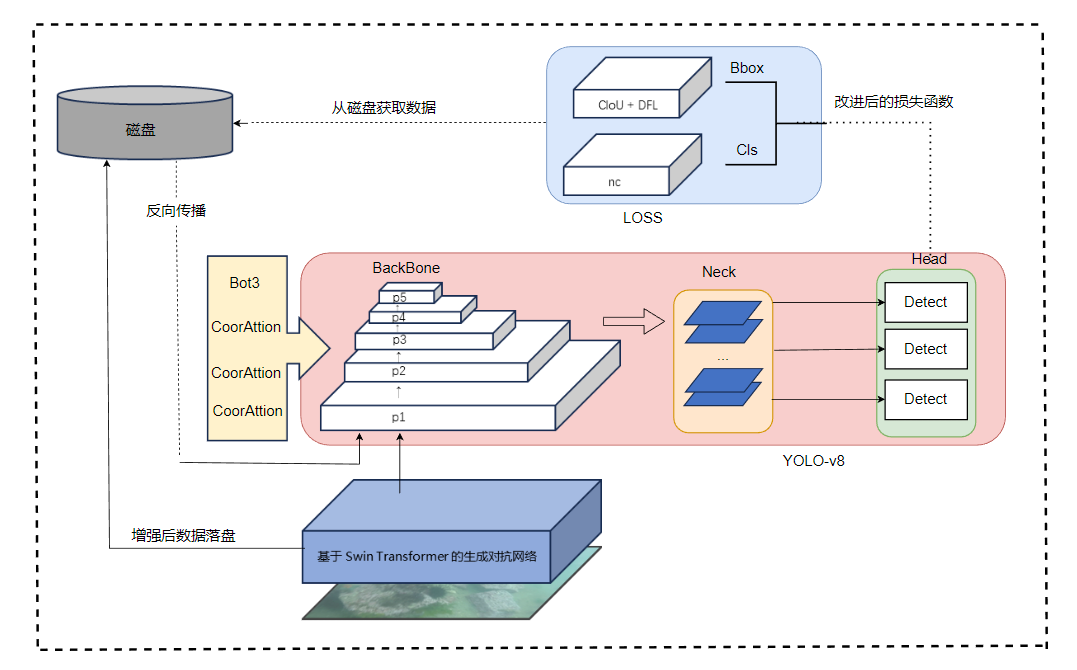 磁盘
从磁盘获取数据
CIoU + DFL
nc
Bbox
Cls
改进后的损失函数
LOSS
反向传播
Bot3
CoorAttion
CoorAttion
CoorAttion
BackBone
p5
p4
p3
p2
p1
Neck
...
Head
Detect
Detect
Detect
YOLO-v8
增强后数据落盘
基于 Swin Transformer 的生成对抗网络